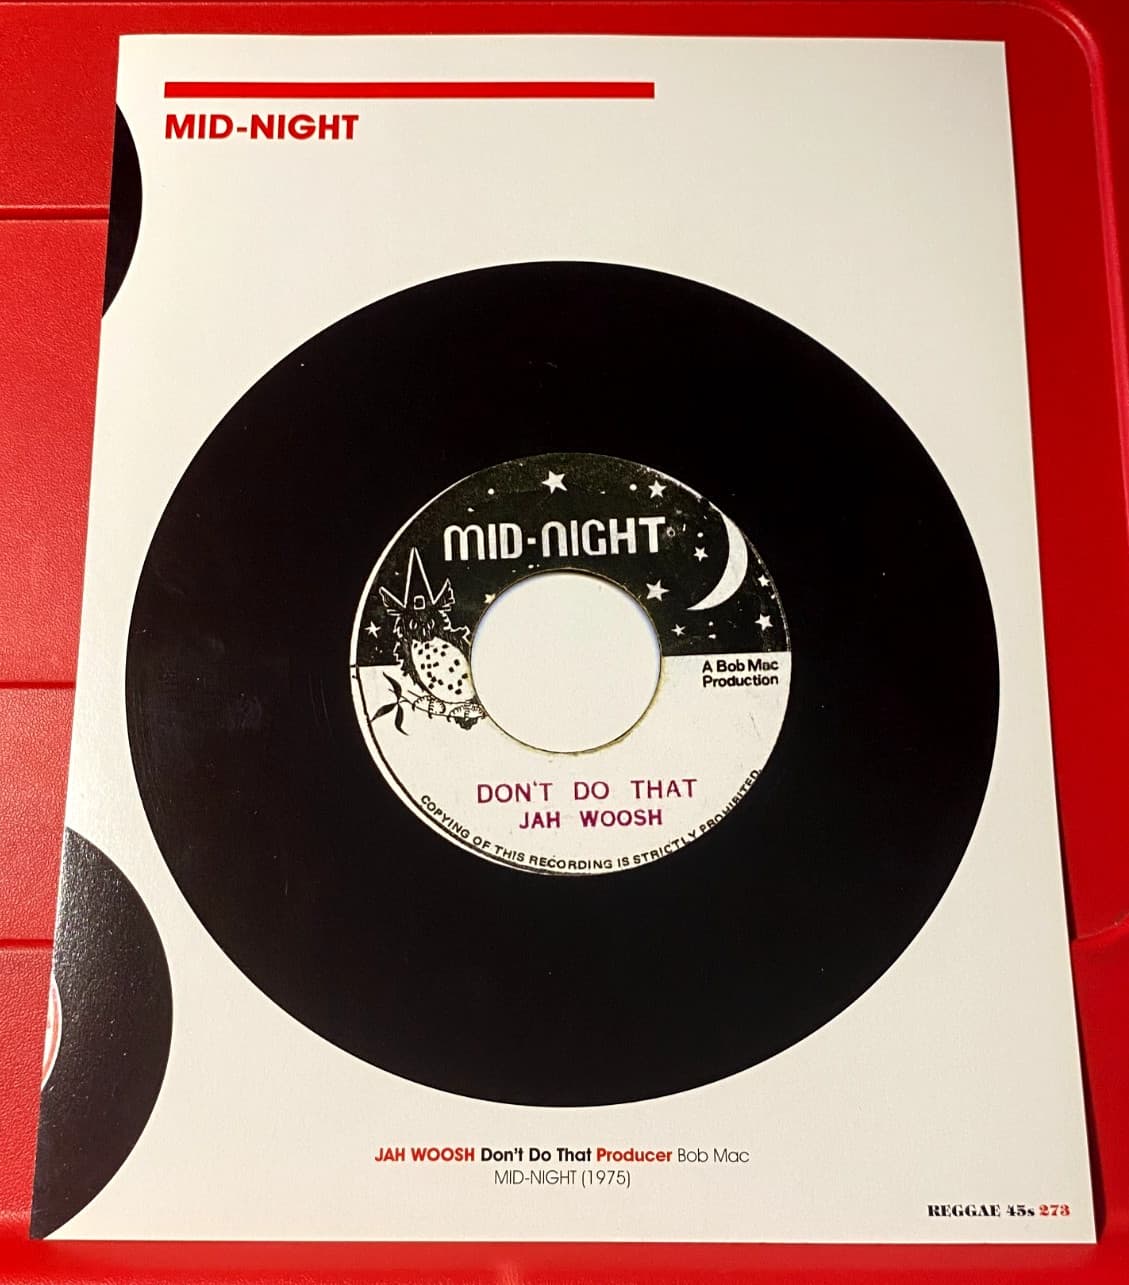 MID-NIGHT
MID-NIGHT
A Bob Mac
Production
DON'T DO THAT
JAH WOOSH
COPYING OF THIS RECORDING IS STRICTLY PROHIBITED.
JAH WOOSH Don't Do That Producer Bob Mac
MID-NIGHT (1975)
REGGAE 45s 273